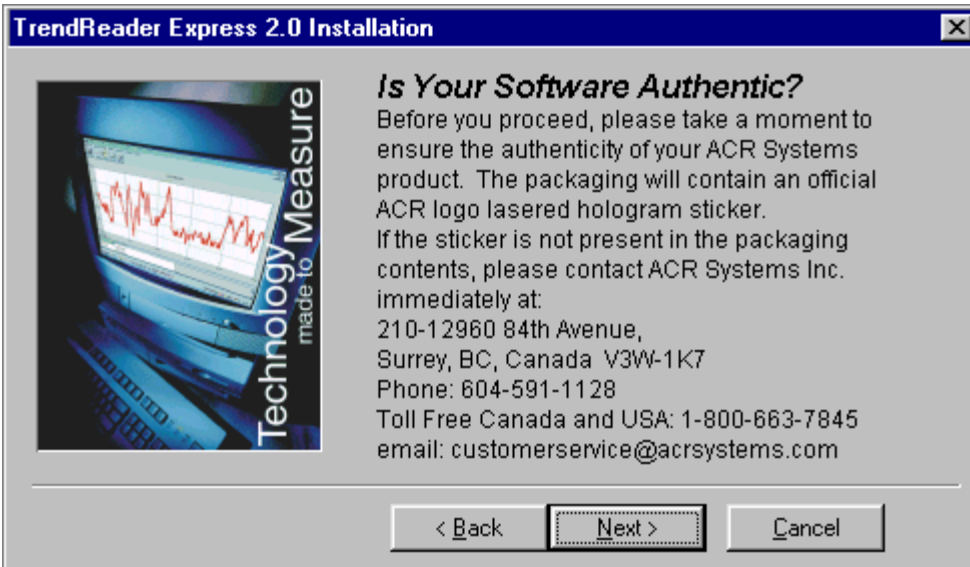 TrendReader Express 2.0 Installation
Technology
made to Measure
Is Your Software Authentic?
Before you proceed, please take a moment to
ensure the authenticity of your ACR Systems
product.  The packaging will contain an official
ACR logo lasered hologram sticker.
If the sticker is not present in the packaging
contents, please contact ACR Systems Inc.
immediately at:
210-12960 84th Avenue,
Surrey, BC, Canada  V3W-1K7
Phone: 604-591-1128
Toll Free Canada and USA: 1-800-663-7845
email: customerservice@acrsystems.com
< Back
Next >
Cancel